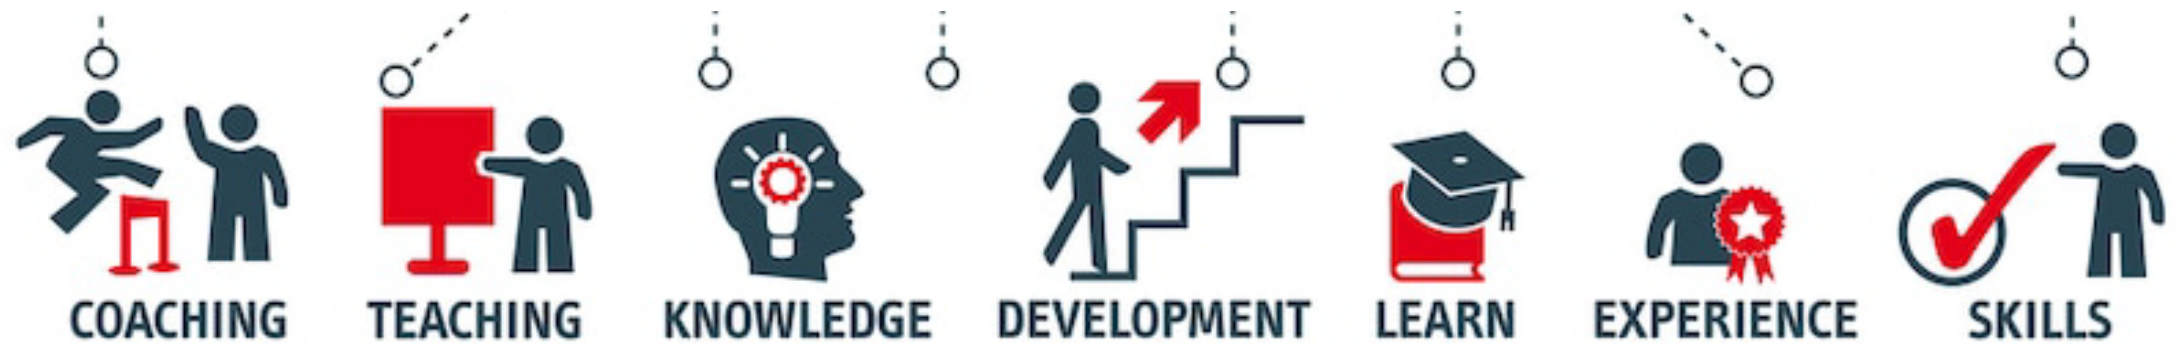 COACHING TEACHING KNOWLEDGE DEVELOPMENT LEARN EXPERIENCE SKILLS